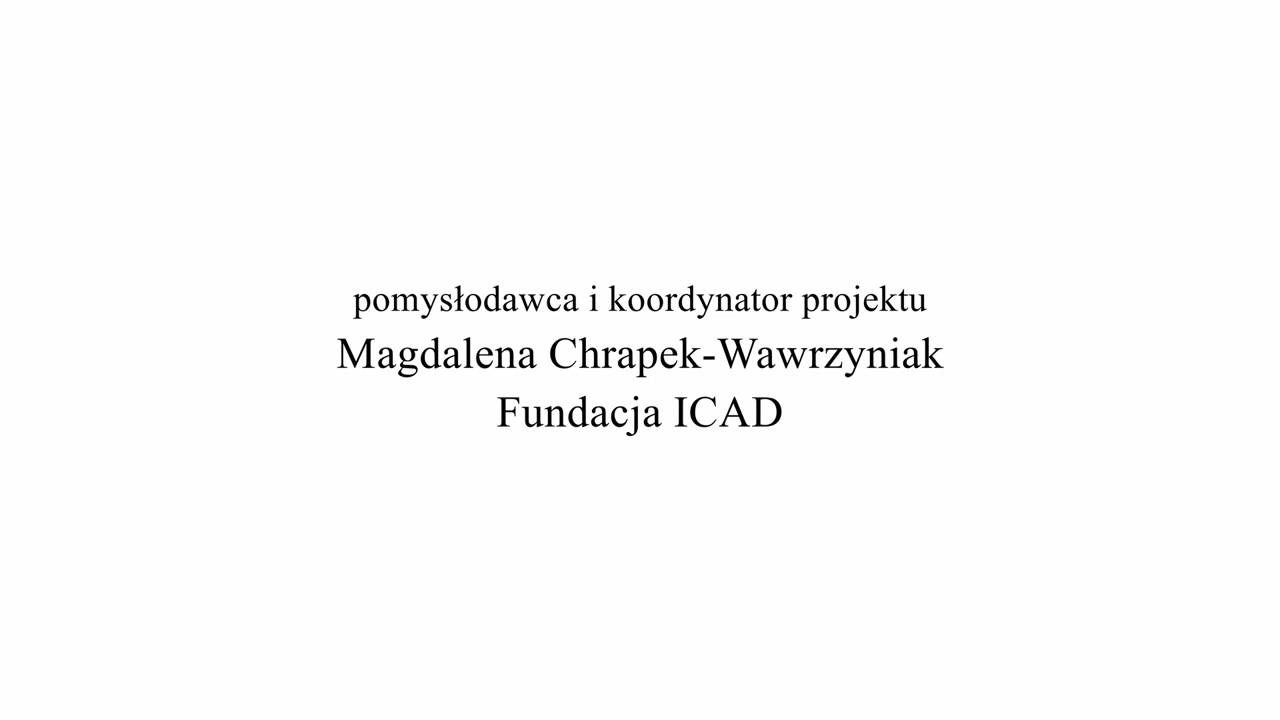 pomysłodawca i koordynator projektu
Magdalena Chrapek-Wawrzyniak
Fundacja ICAD